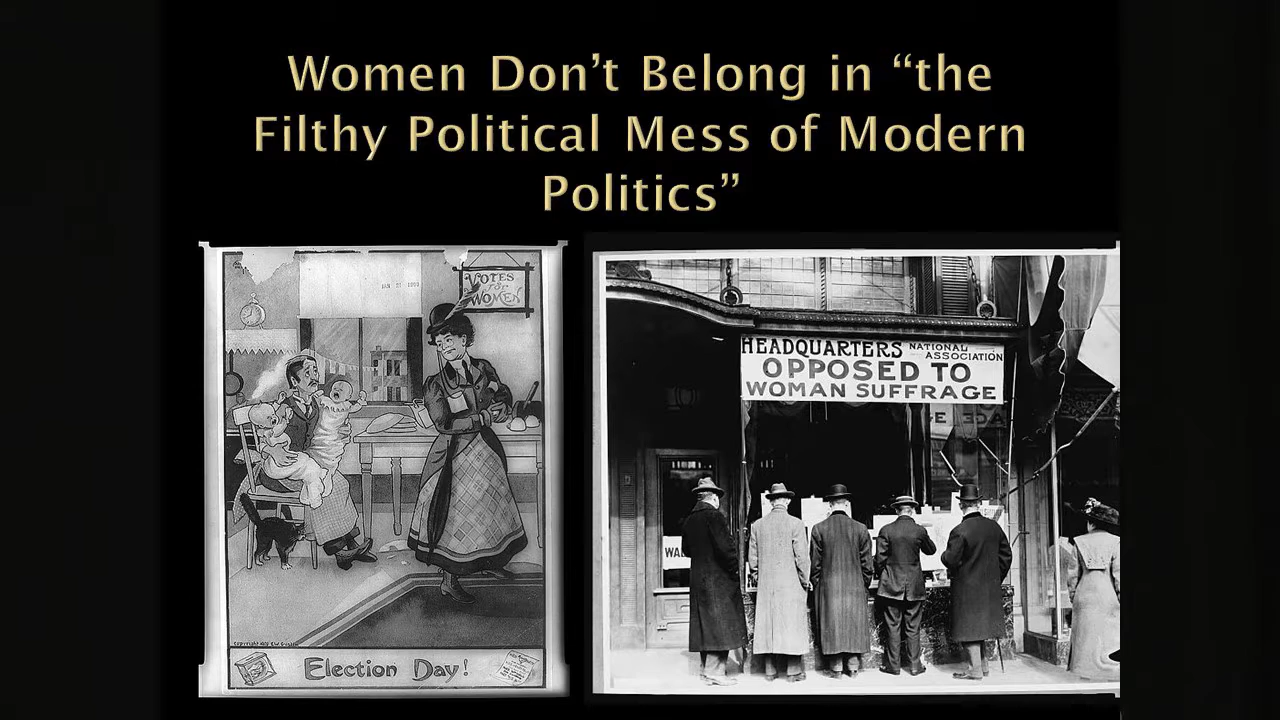 Women Don’t Belong in “the
Filthy Political Mess of Modern
Politics”
VOTES
for
WOMEN
Election Day!
HEADQUARTERS NATIONAL ASSOCIATION
OPPOSED TO
WOMAN SUFFRAGE
WAL